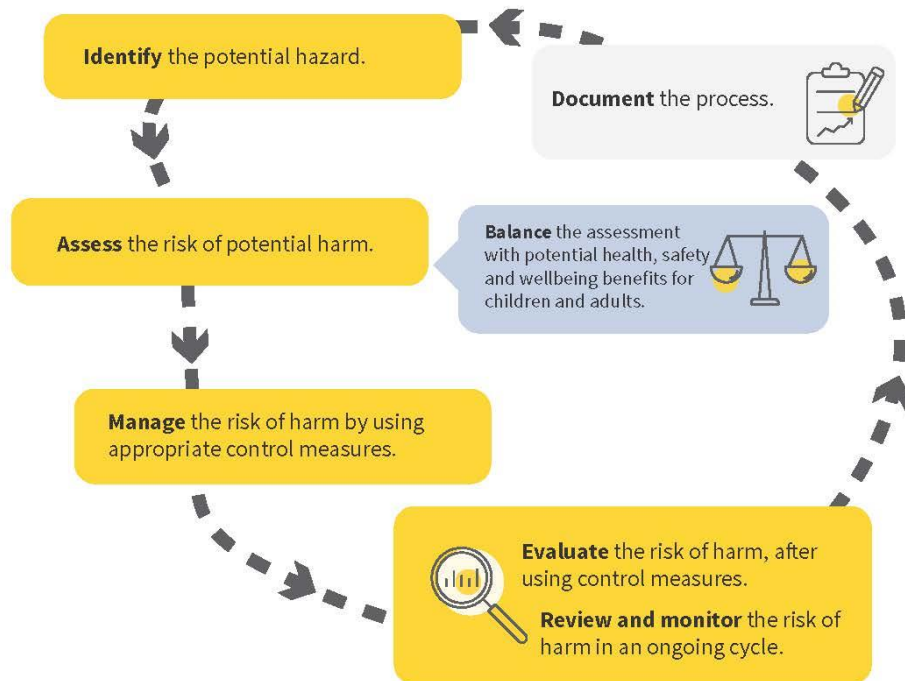 Identify the potential hazard.
Assess the risk of potential harm.
Balance the assessment
with potential health, safety
and wellbeing benefits for
children and adults.
Manage the risk of harm by using
appropriate control measures.
Evaluate the risk of harm, after
using control measures.
Review and monitor the risk of
harm in an ongoing cycle.
Document the process.